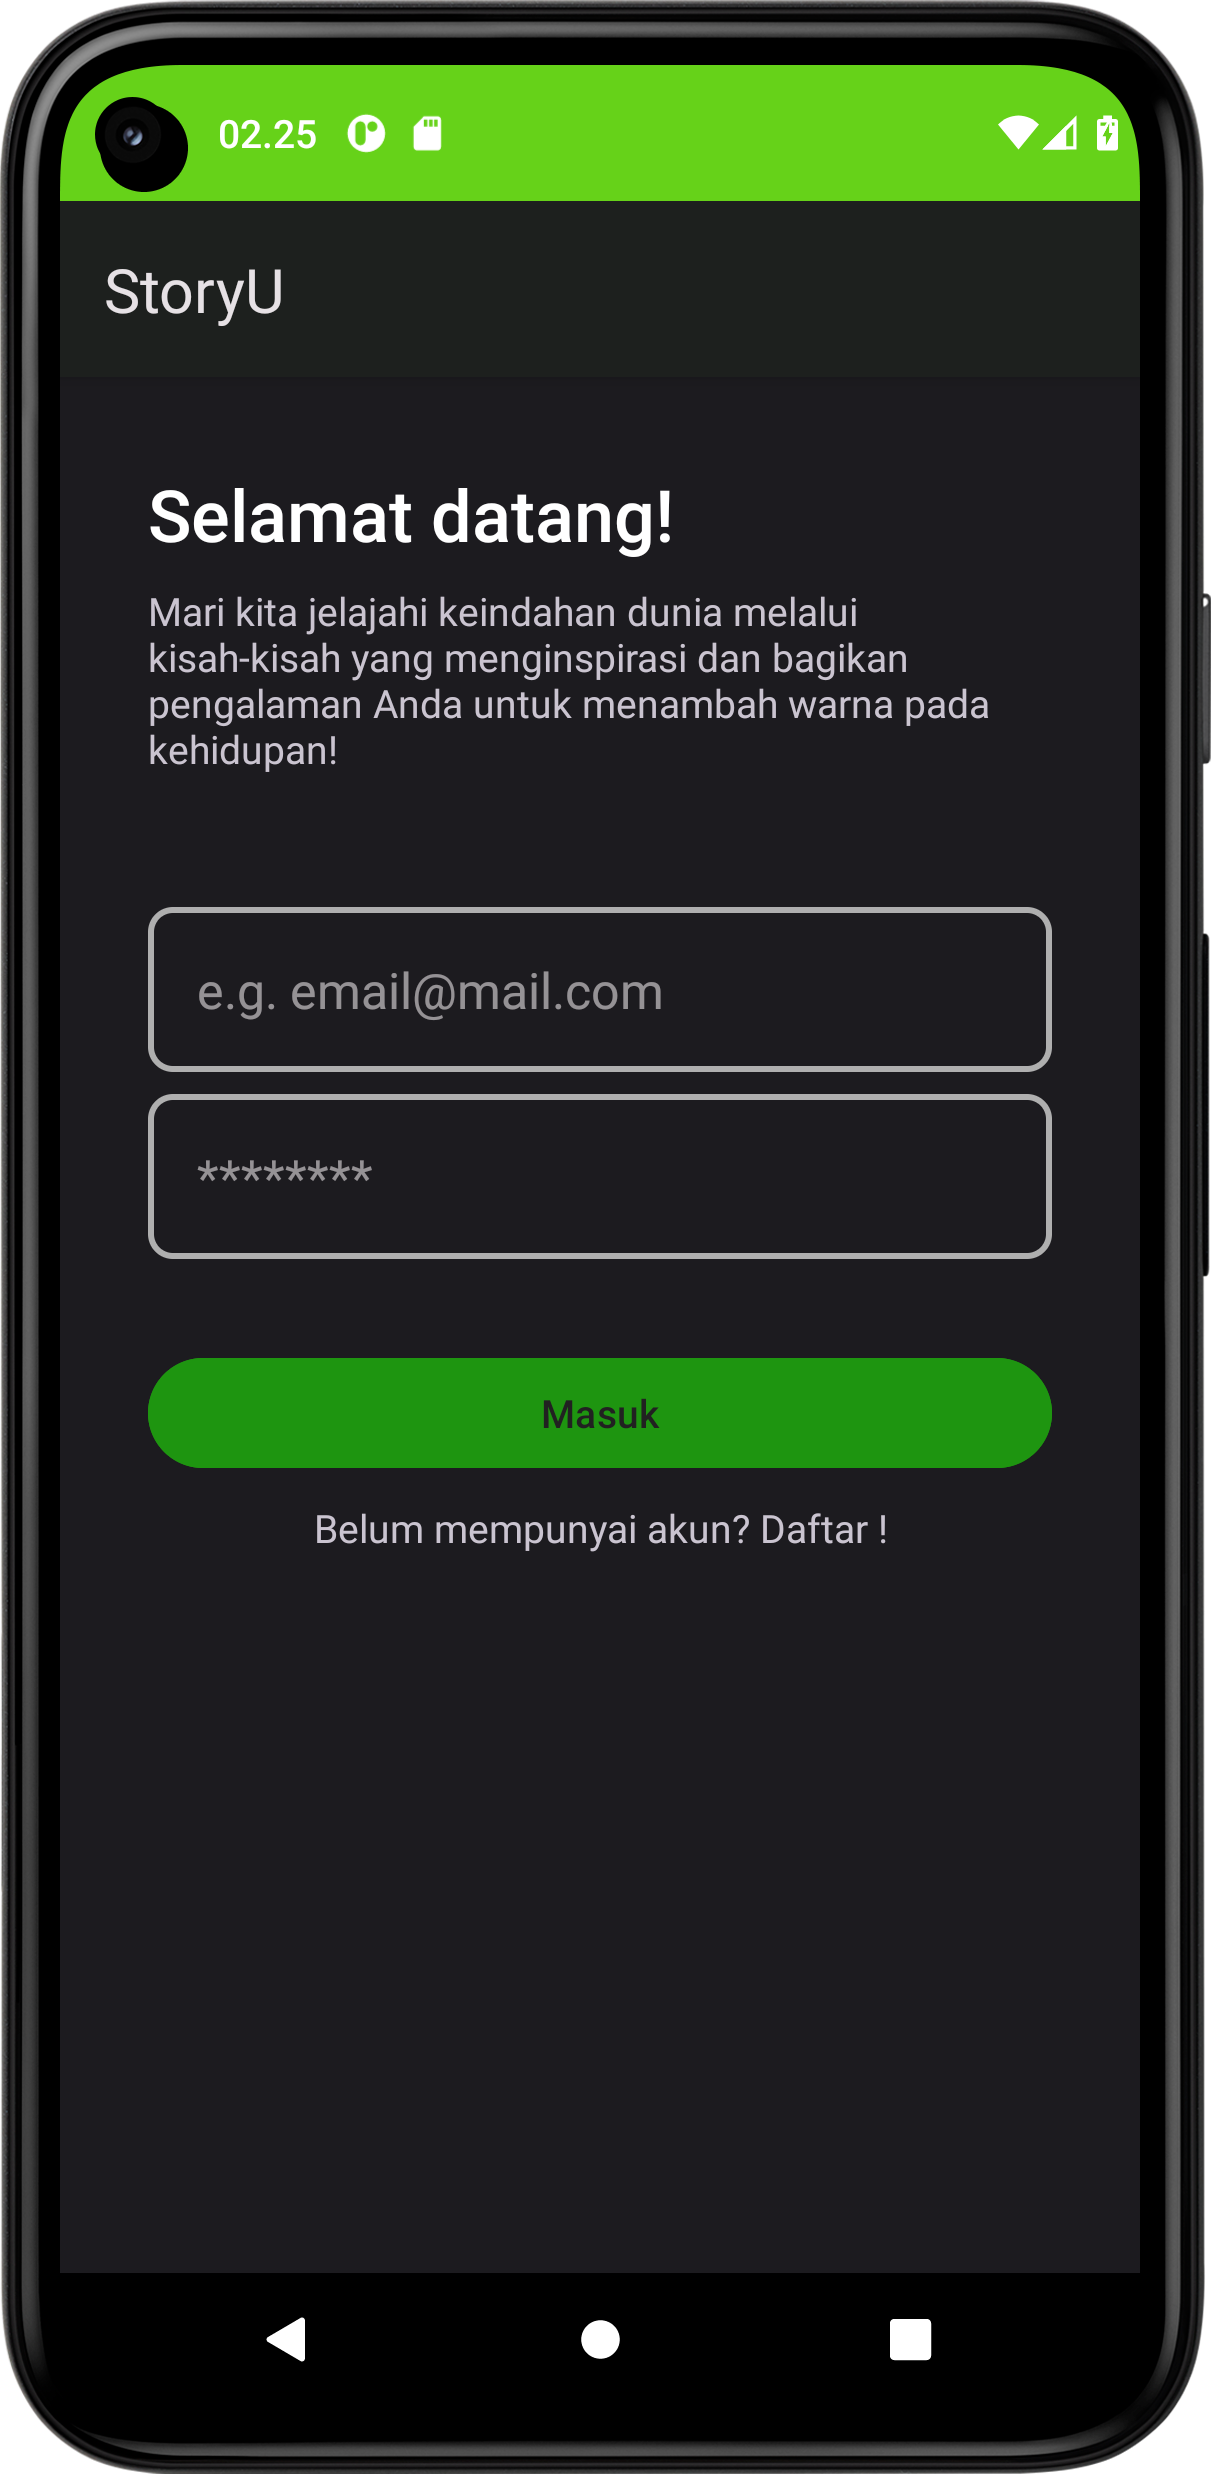 02.25
StoryU
Selamat datang!
Mari kita jelajahi keindahan dunia melalui
kisah-kisah yang menginspirasi dan bagikan
pengalaman Anda untuk menambah warna pada
kehidupan!
e.g. email@mail.com
********
Masuk
Belum mempunyai akun? Daftar !